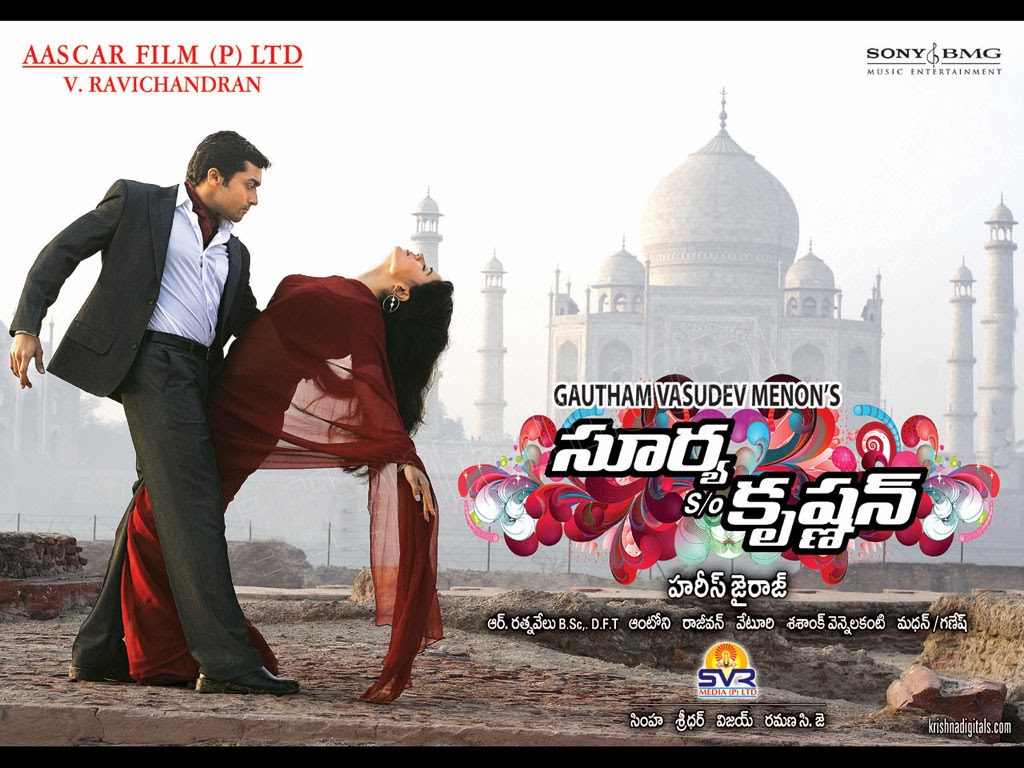 AASCAR FILM (P) LTD
V. RAVICHANDRAN
SONY BMG
MUSIC ENTERTAINMENT
GAUTHAM VASUDEV MENON'S
సూర్య
S/o కృష్ణన్
హరీస్ జైరాజ్
ఆర్. రత్నవేలు B.Sc,. D.F.T ఆంటోని రాజీవన్ వేటూరి శశాంక్ వెన్నెలకంటి మధన్/గణేష్
SVR
MEDIA (P) LTD
సింహ శ్రీధర్ విజయ్ రమణ సి. జె
krishnadigitals.com